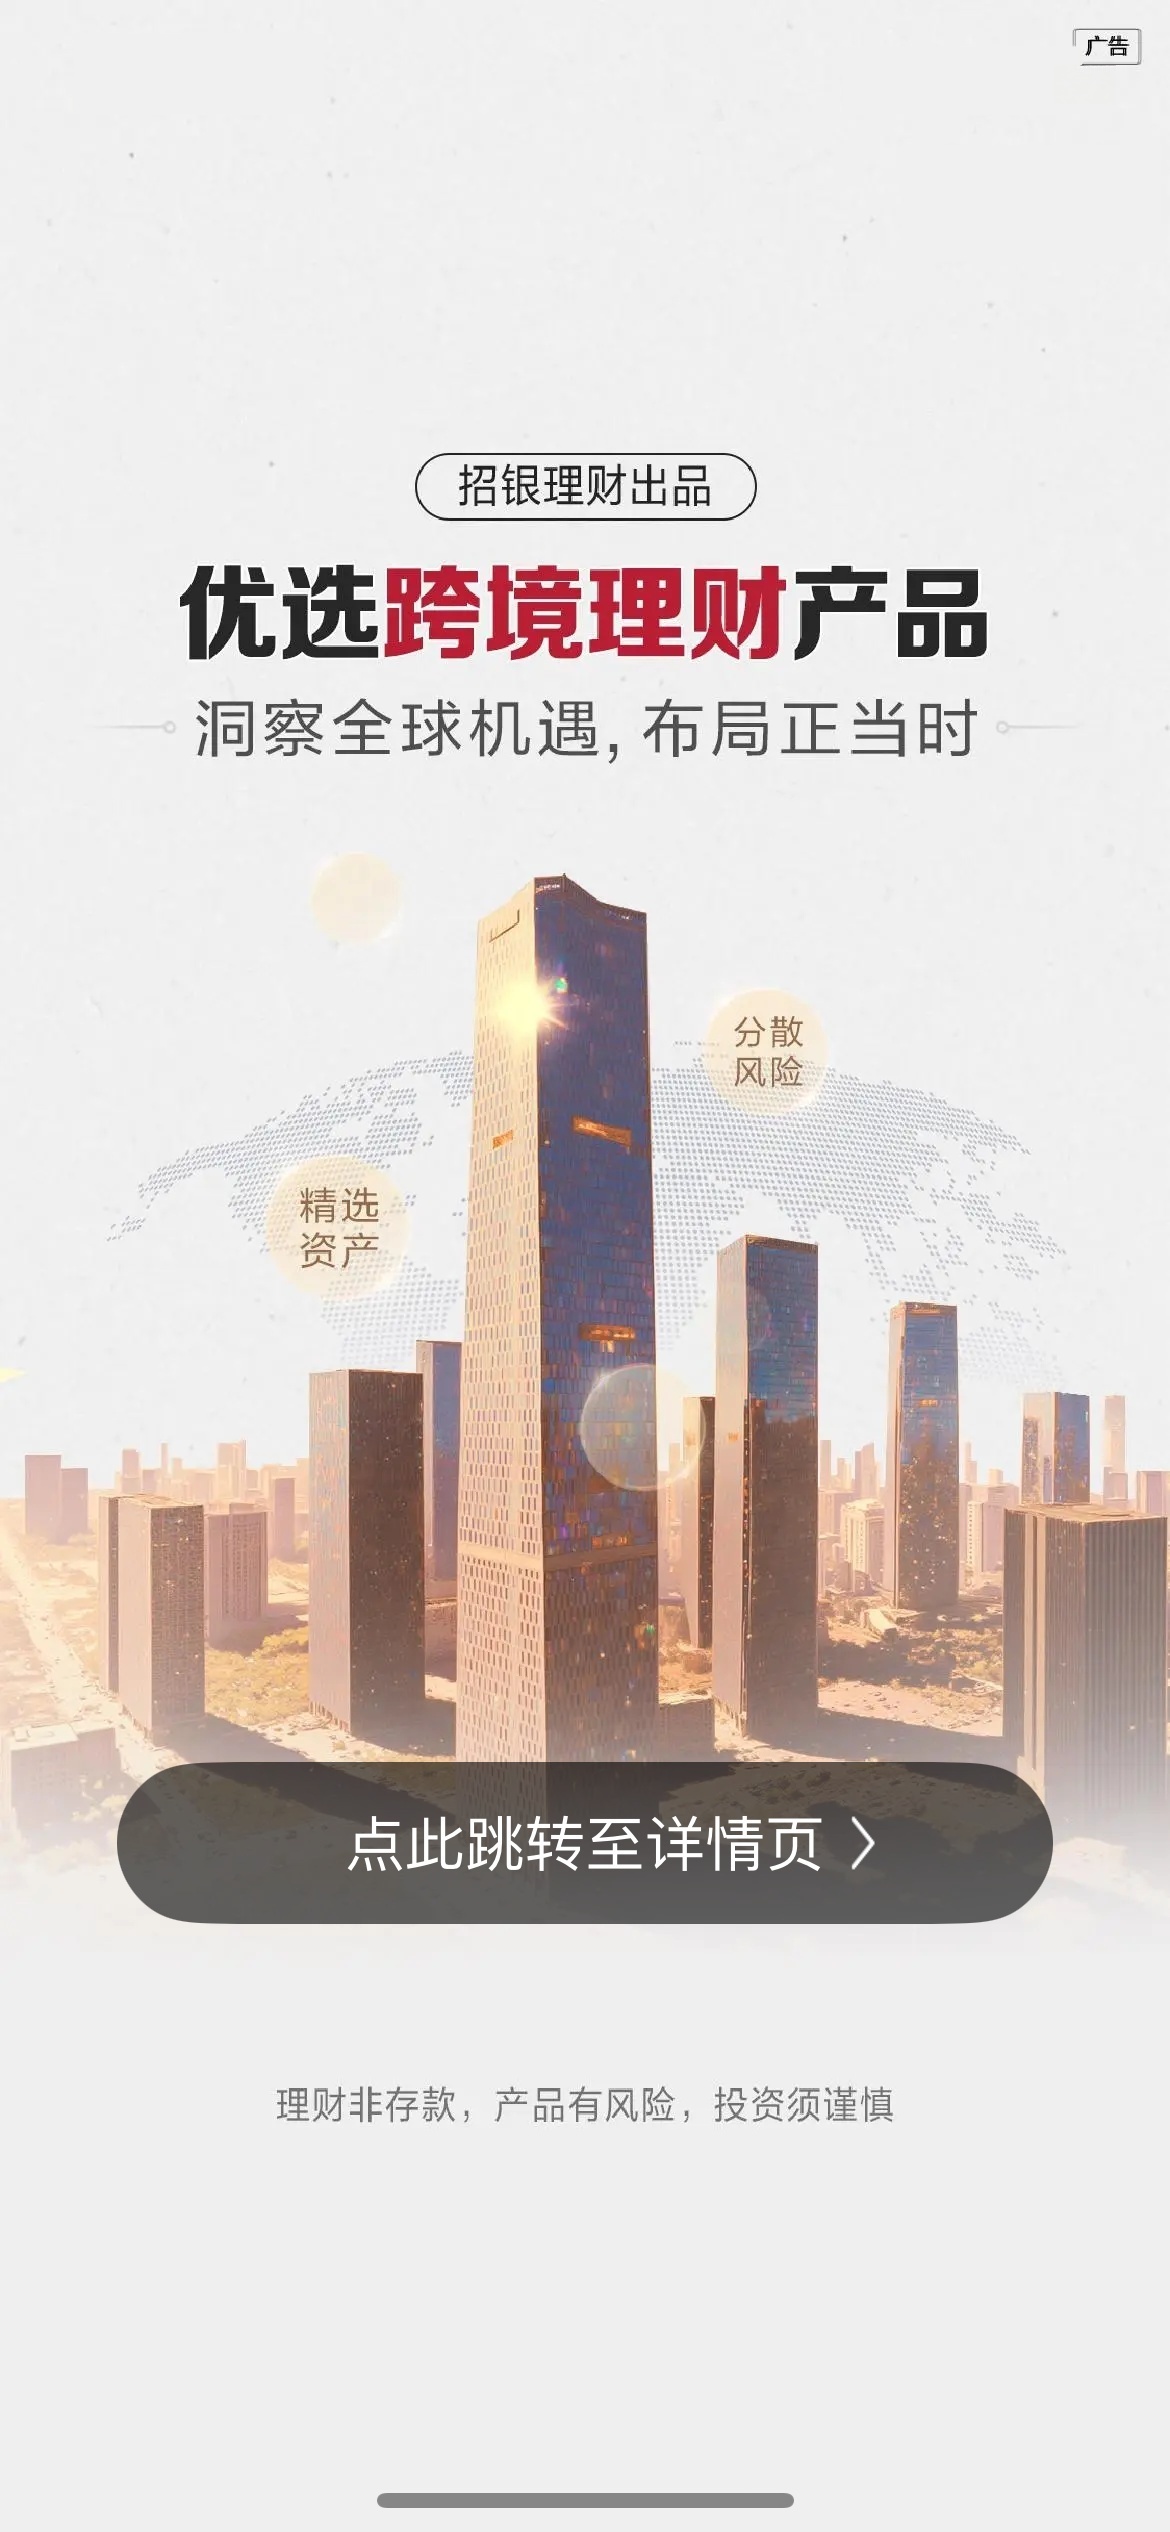 广告
招银理财出品
优选跨境理财产品
洞察全球机遇,布局正当时
分散
风险
精选
资产
点此跳转至详情页
理财非存款，产品有风险，投资须谨慎